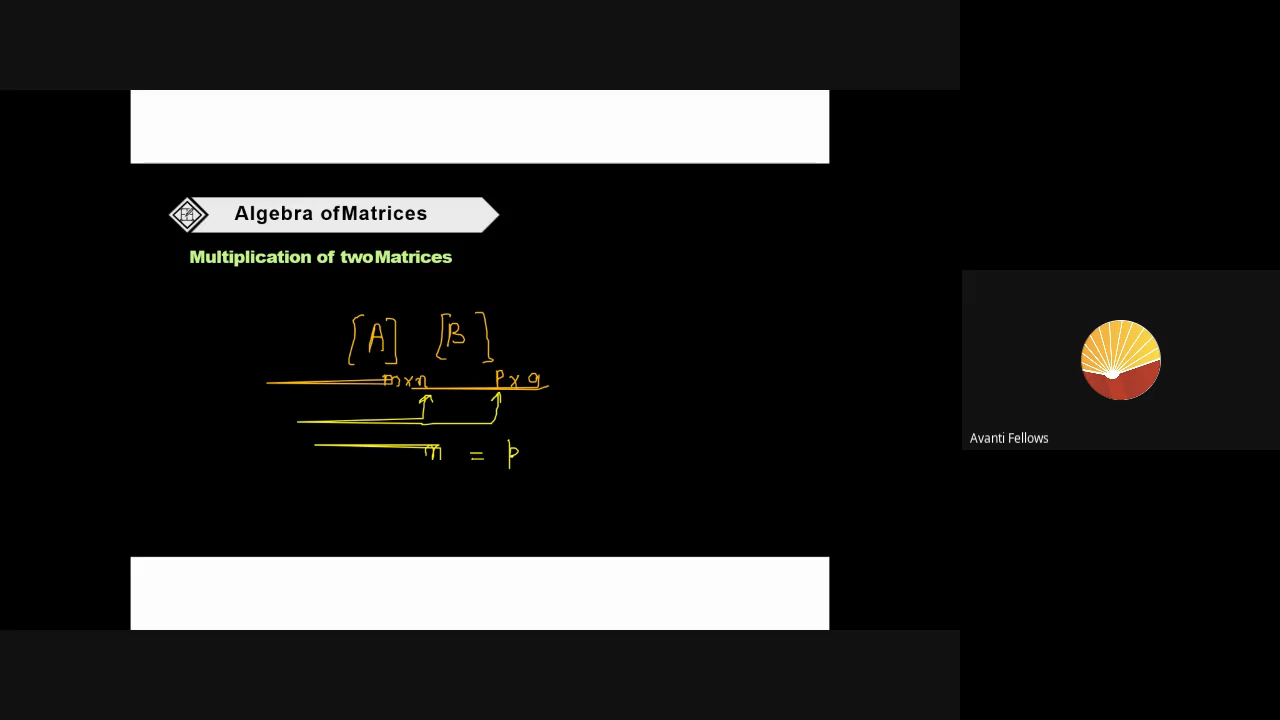 Algebra ofMatrices
Multiplication of twoMatrices
[A] [B]
m×n p×q
n = p
Avanti Fellows